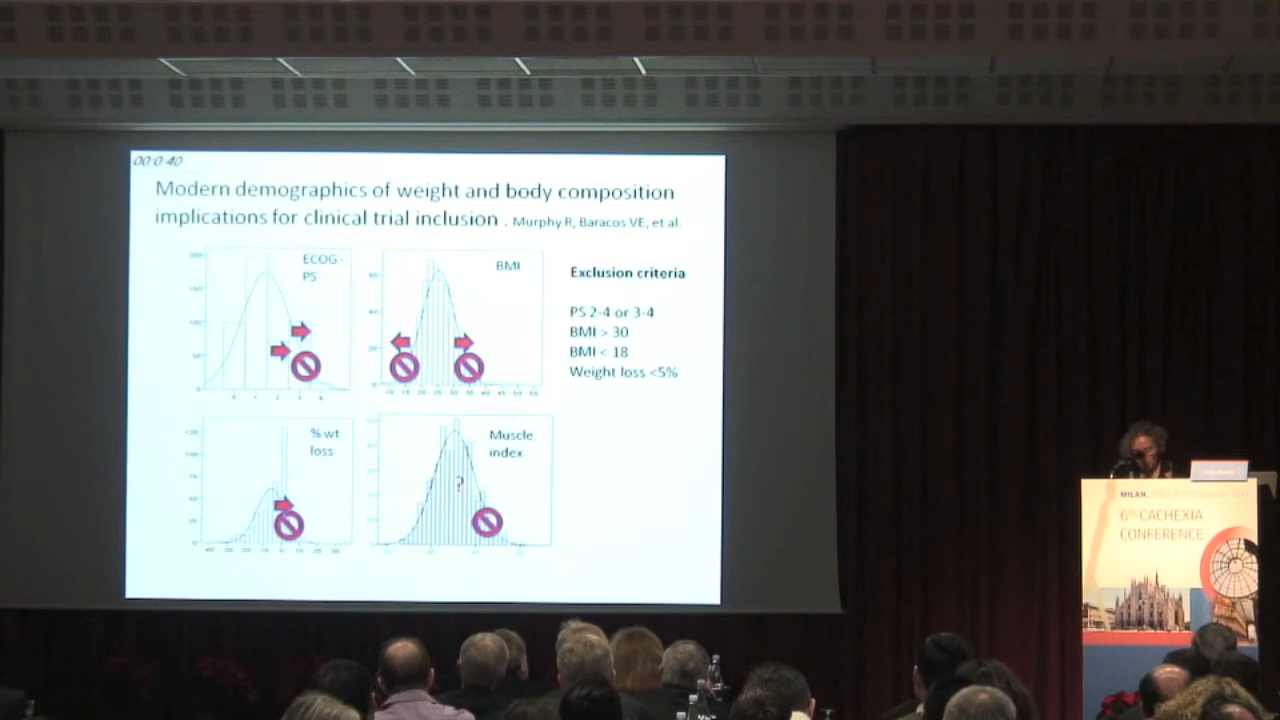 00:0:40
Modern demographics of weight and body composition
implications for clinical trial inclusion . Murphy R, Baracos VE, et al.
ECOG-
PS
BMI
Exclusion criteria
PS 2-4 or 3-4
BMI > 30
BMI < 18
Weight loss <5%
% wt
loss
Muscle
index
?
MILAN,
6TH CACHEXIA
CONFERENCE